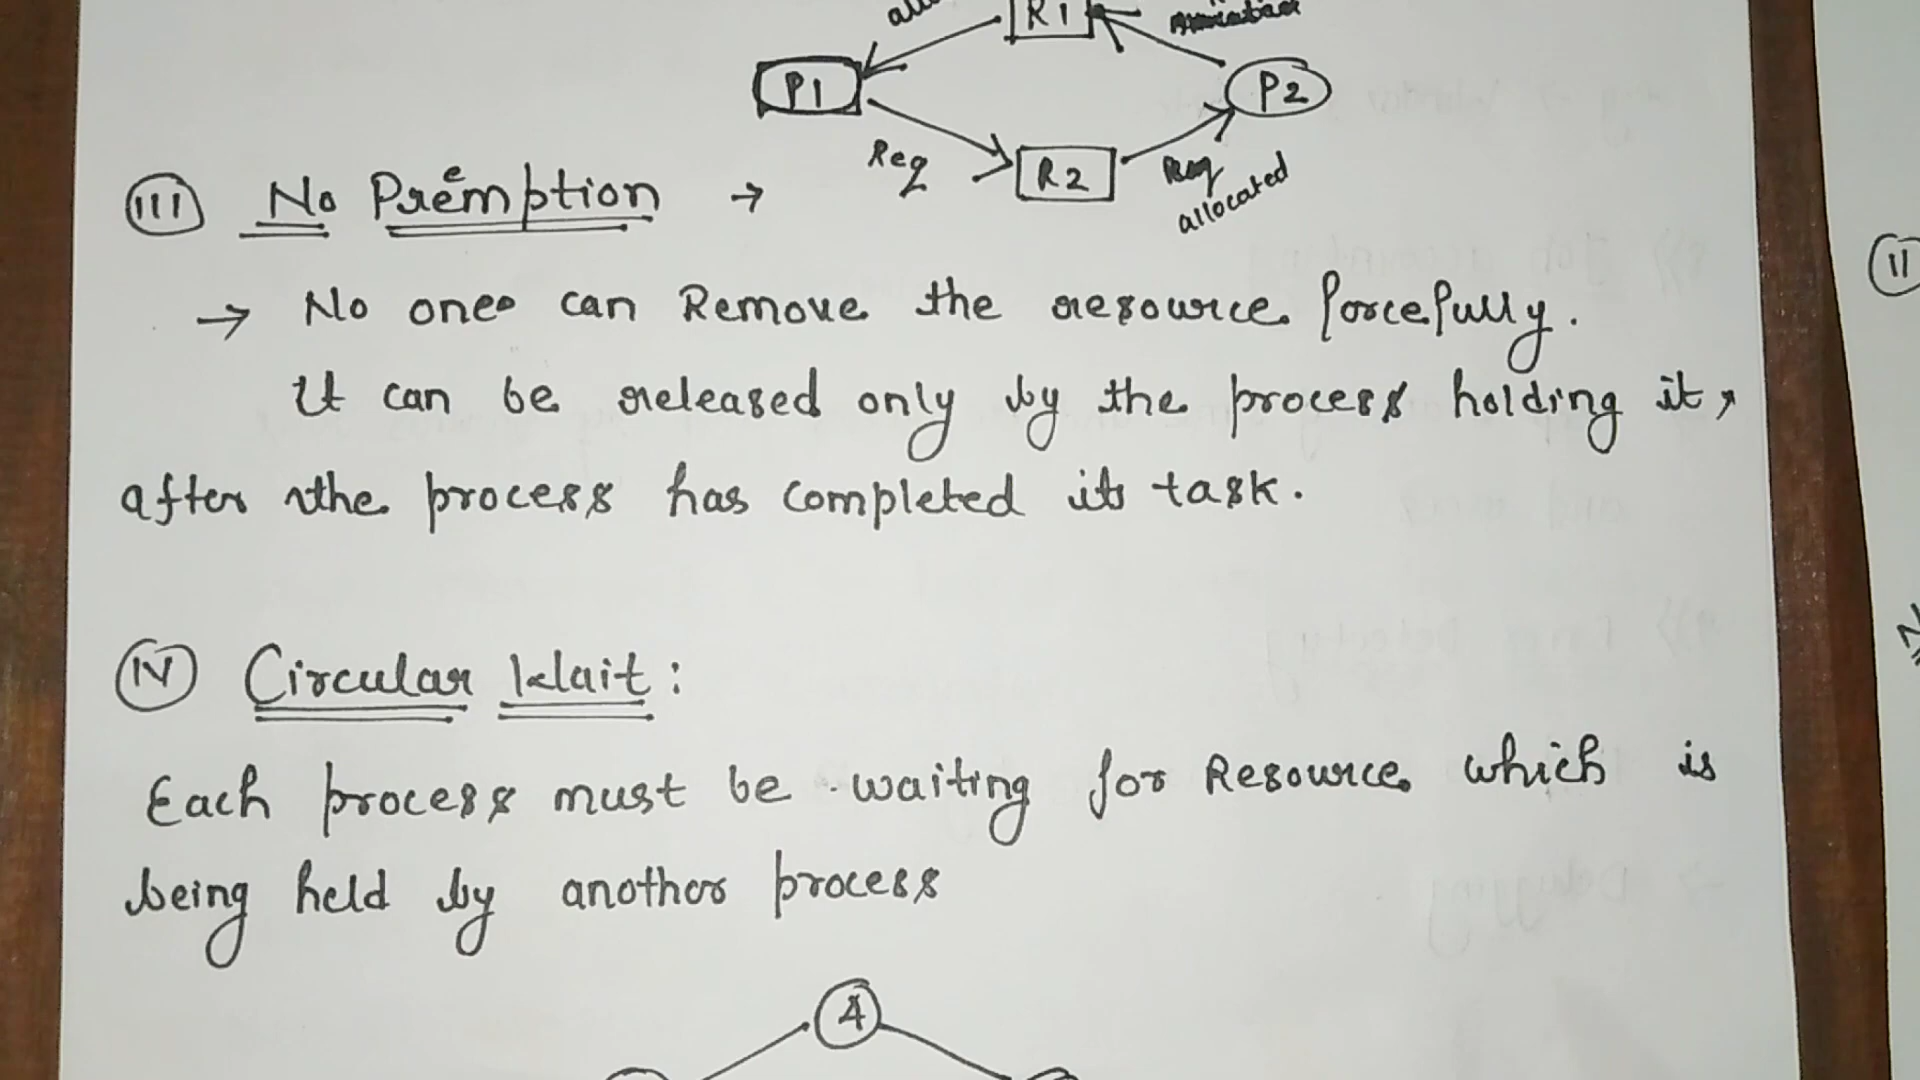 R1
P1
P2
Req
R2
allocated
III No Preemption →
→ No one can Remove the resource forcefully.
It can be released only by the process holding it,
after the process has completed its task.
IV Circular Wait :
Each process must be waiting for Resource which is
being held by another process
A
II